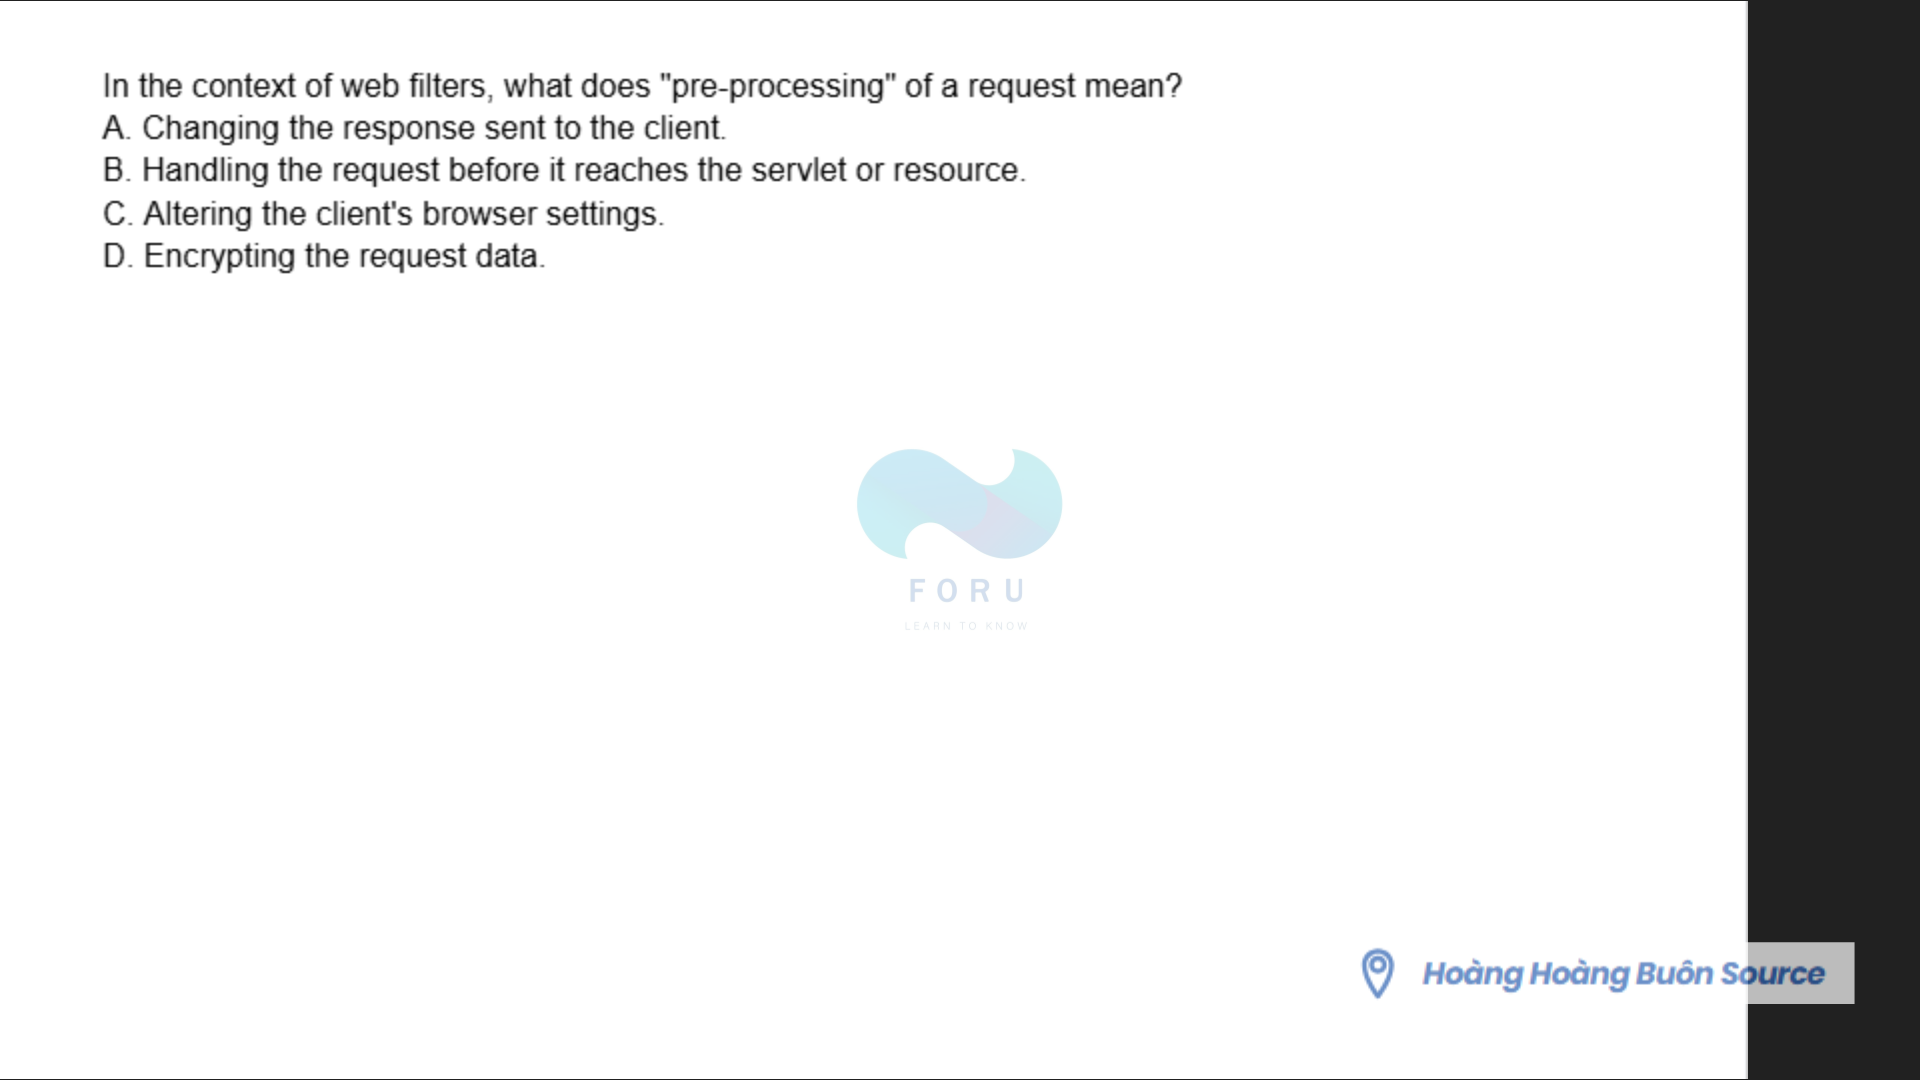 In the context of web filters, what does "pre-processing" of a request mean?
A. Changing the response sent to the client.
B. Handling the request before it reaches the servlet or resource.
C. Altering the client's browser settings.
D. Encrypting the request data.
FORU
LEARN TO KNOW
Hoàng Hoàng Buôn Source